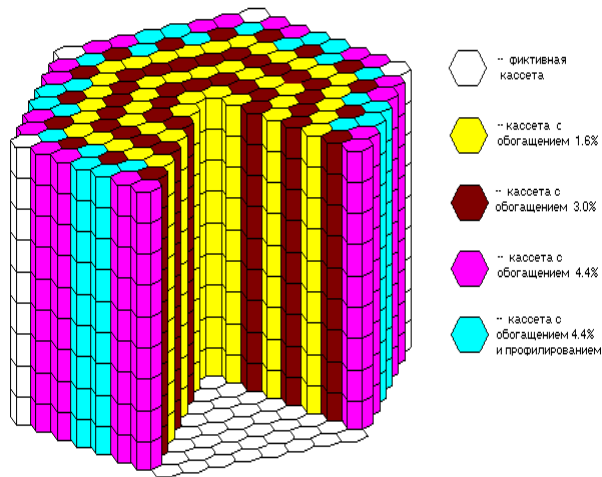 - фиктивная
кассета
- кассета с
обогащением 1.6%
- кассета с
обогащением 3.0%
- кассета с
обогащением 4.4%
- кассета с
обогащением 4.4%
и профилированием